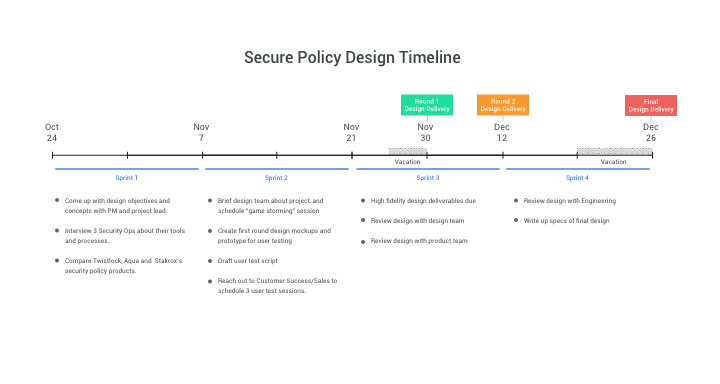 Secure Policy Design Timeline
Round 1
Design Delivery
Round 2
Design Delivery
Final
Design Delivery
Oct
24
Nov
7
Nov
21
Nov
30
Dec
12
Dec
26
Vacation
Vacation
Sprint 1
Sprint 2
Sprint 3
Sprint 4
Come up with design objectives and
concepts with PM and project lead.
Interview 3 Security Ops about their tools
and processes.
Compare Twistlock, Aqua and Stakrox's
security policy products.
Brief design team about project, and
schedule "game storming" session
Create first round design mockups and
prototype for user testing
Draft user test script
Reach out to Customer Success/Sales to
schedule 3 user test sessions.
High fidelity design deliverables due
Review design with design team
Review design with product team
Review design with Engineering
Write up specs of final design